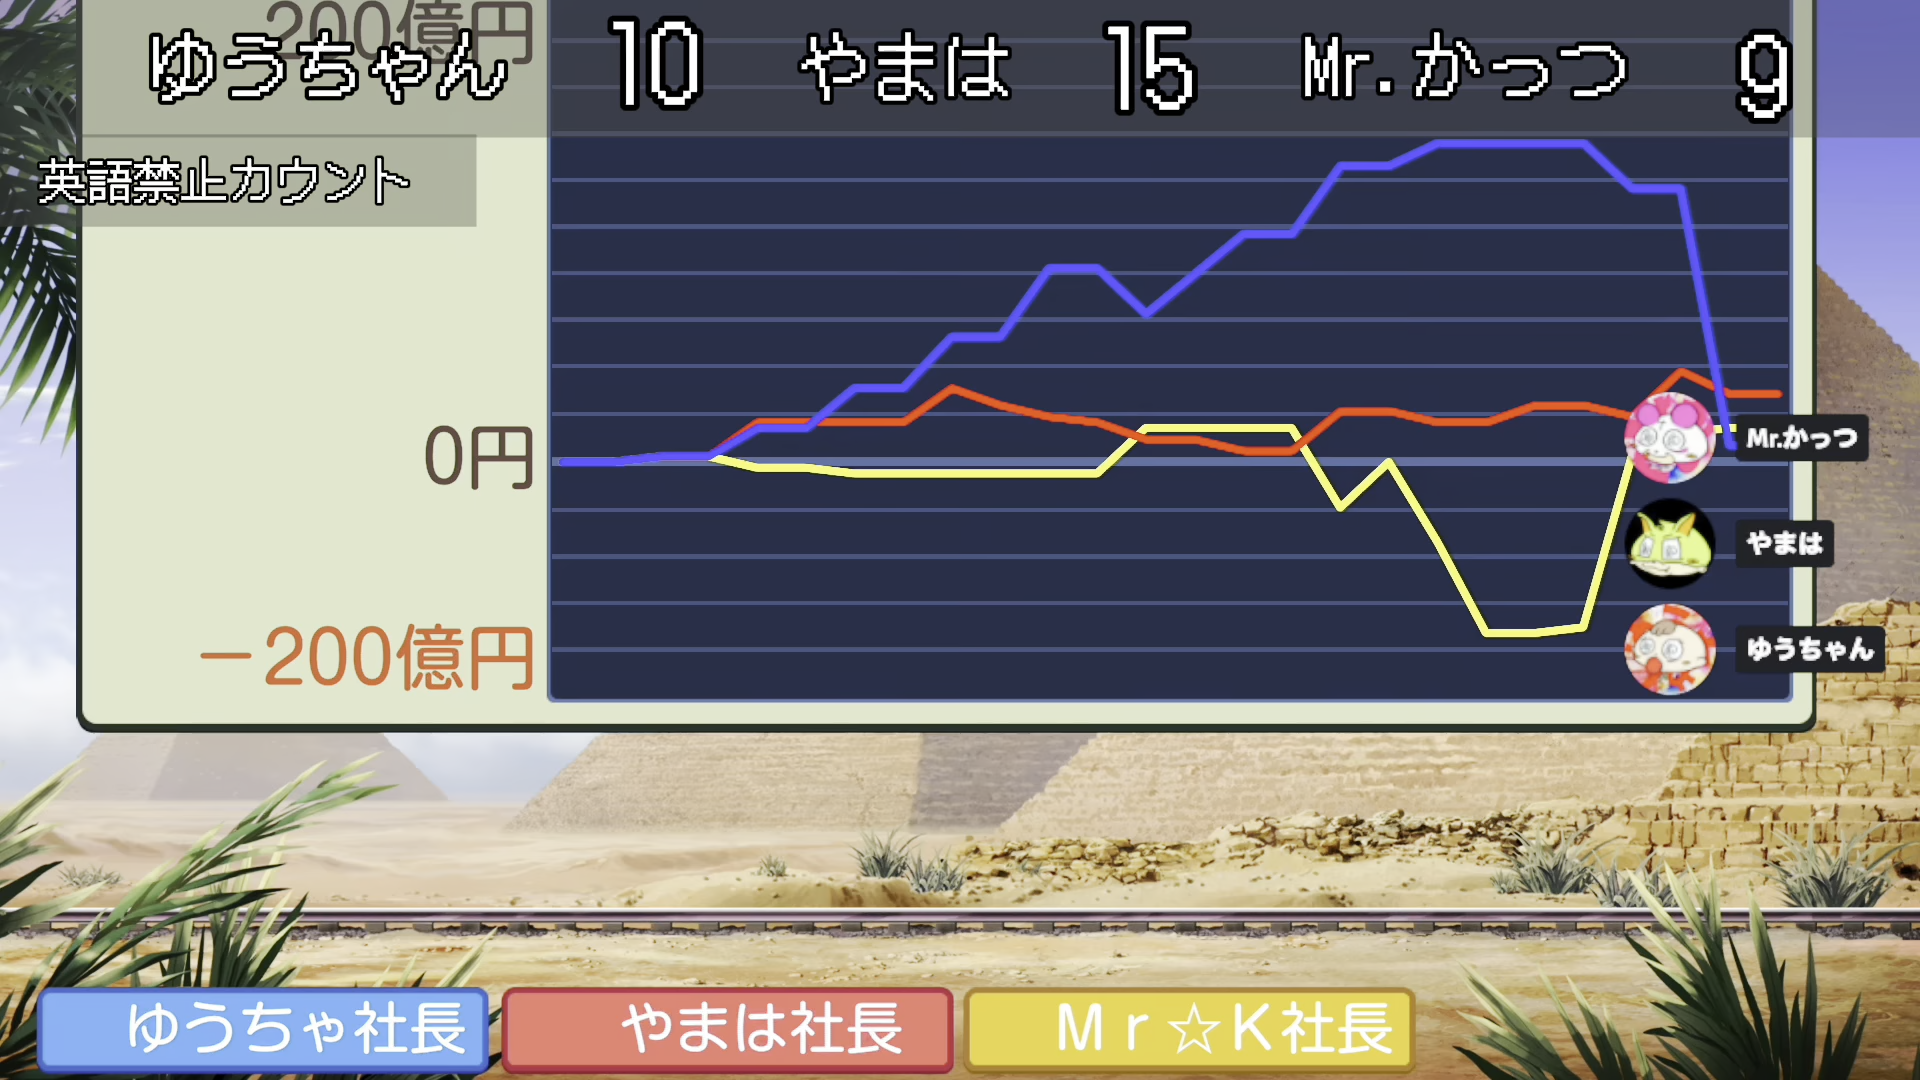 200億円
ゆうちゃん 10 やまは 15 Mr.かっつ 9
英語禁止カウント
0円
Mr.かっつ
やまは
ゆうちゃん
－200億円
ゆうちゃ社長 やまは社長 Ｍｒ☆Ｋ社長